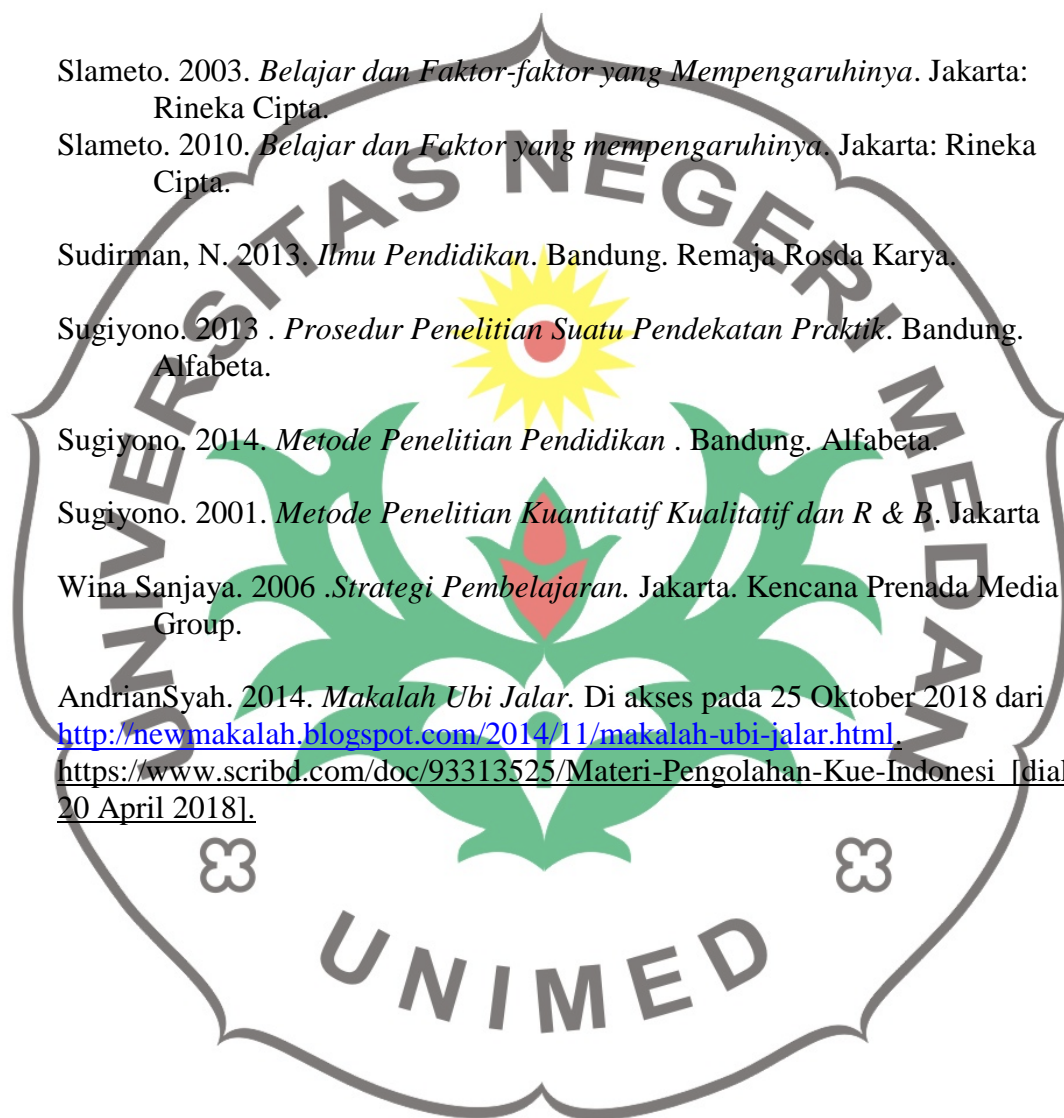 Slameto. 2003. Belajar dan Faktor-faktor yang Mempengaruhinya. Jakarta:
Rineka Cipta.
Slameto. 2010. Belajar dan Faktor yang mempengaruhinya. Jakarta: Rineka
Cipta.
Sudirman, N. 2013. Ilmu Pendidikan. Bandung. Remaja Rosda Karya.
Sugiyono. 2013 . Prosedur Penelitian Suatu Pendekatan Praktik. Bandung.
Alfabeta.
Sugiyono. 2014. Metode Penelitian Pendidikan . Bandung. Alfabeta.
Sugiyono. 2001. Metode Penelitian Kuantitatif Kualitatif dan R & B. Jakarta
Wina Sanjaya. 2006 .Strategi Pembelajaran. Jakarta. Kencana Prenada Media
Group.
AndrianSyah. 2014. Makalah Ubi Jalar. Di akses pada 25 Oktober 2018 dari
http://newmakalah.blogspot.com/2014/11/makalah-ubi-jalar.html.
https://www.scribd.com/doc/93313525/Materi-Pengolahan-Kue-Indonesi
20 April 2018].
UNIVERSITAS NEGERI MEDAN
UNIMED